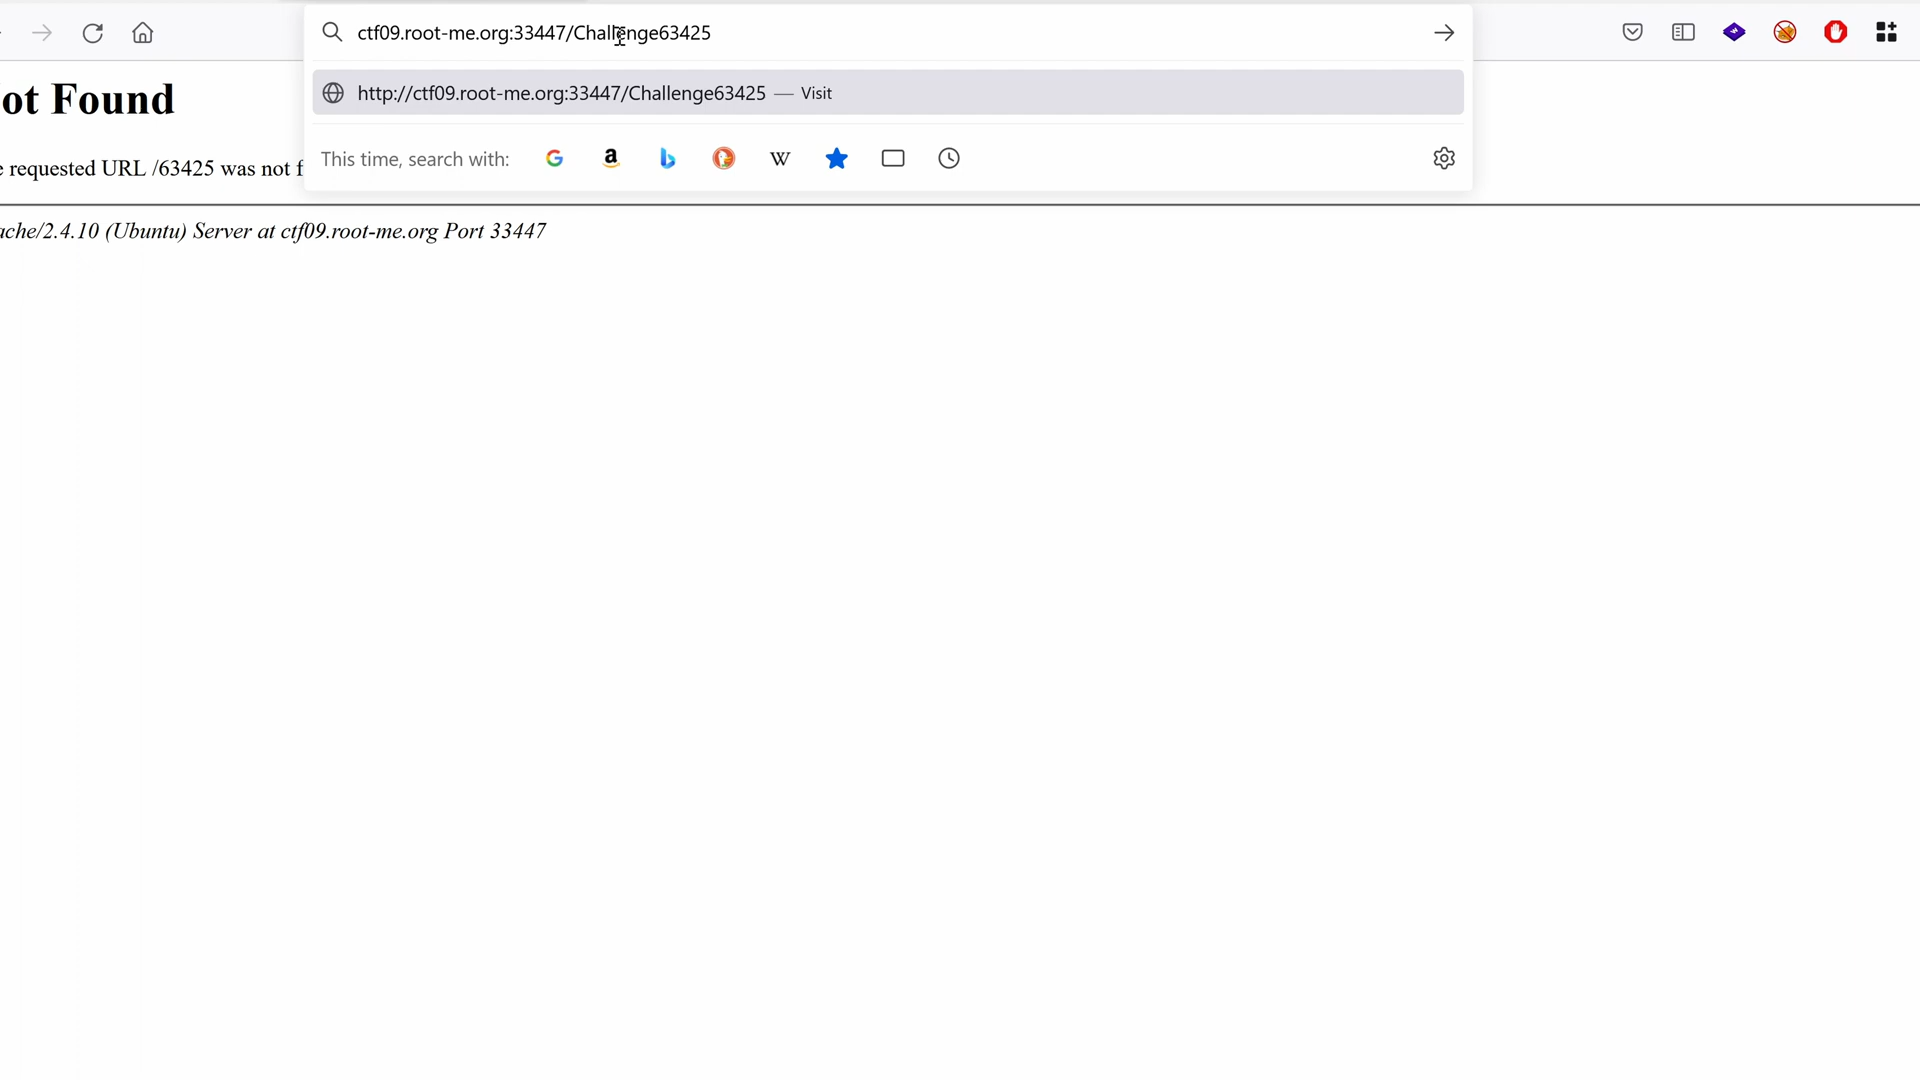 ctf09.root-me.org:33447/Challenge63425
http://ctf09.root-me.org:33447/Challenge63425 — Visit
This time, search with: G a b W
ot Found
e requested URL /63425 was not f
ache/2.4.10 (Ubuntu) Server at ctf09.root-me.org Port 33447